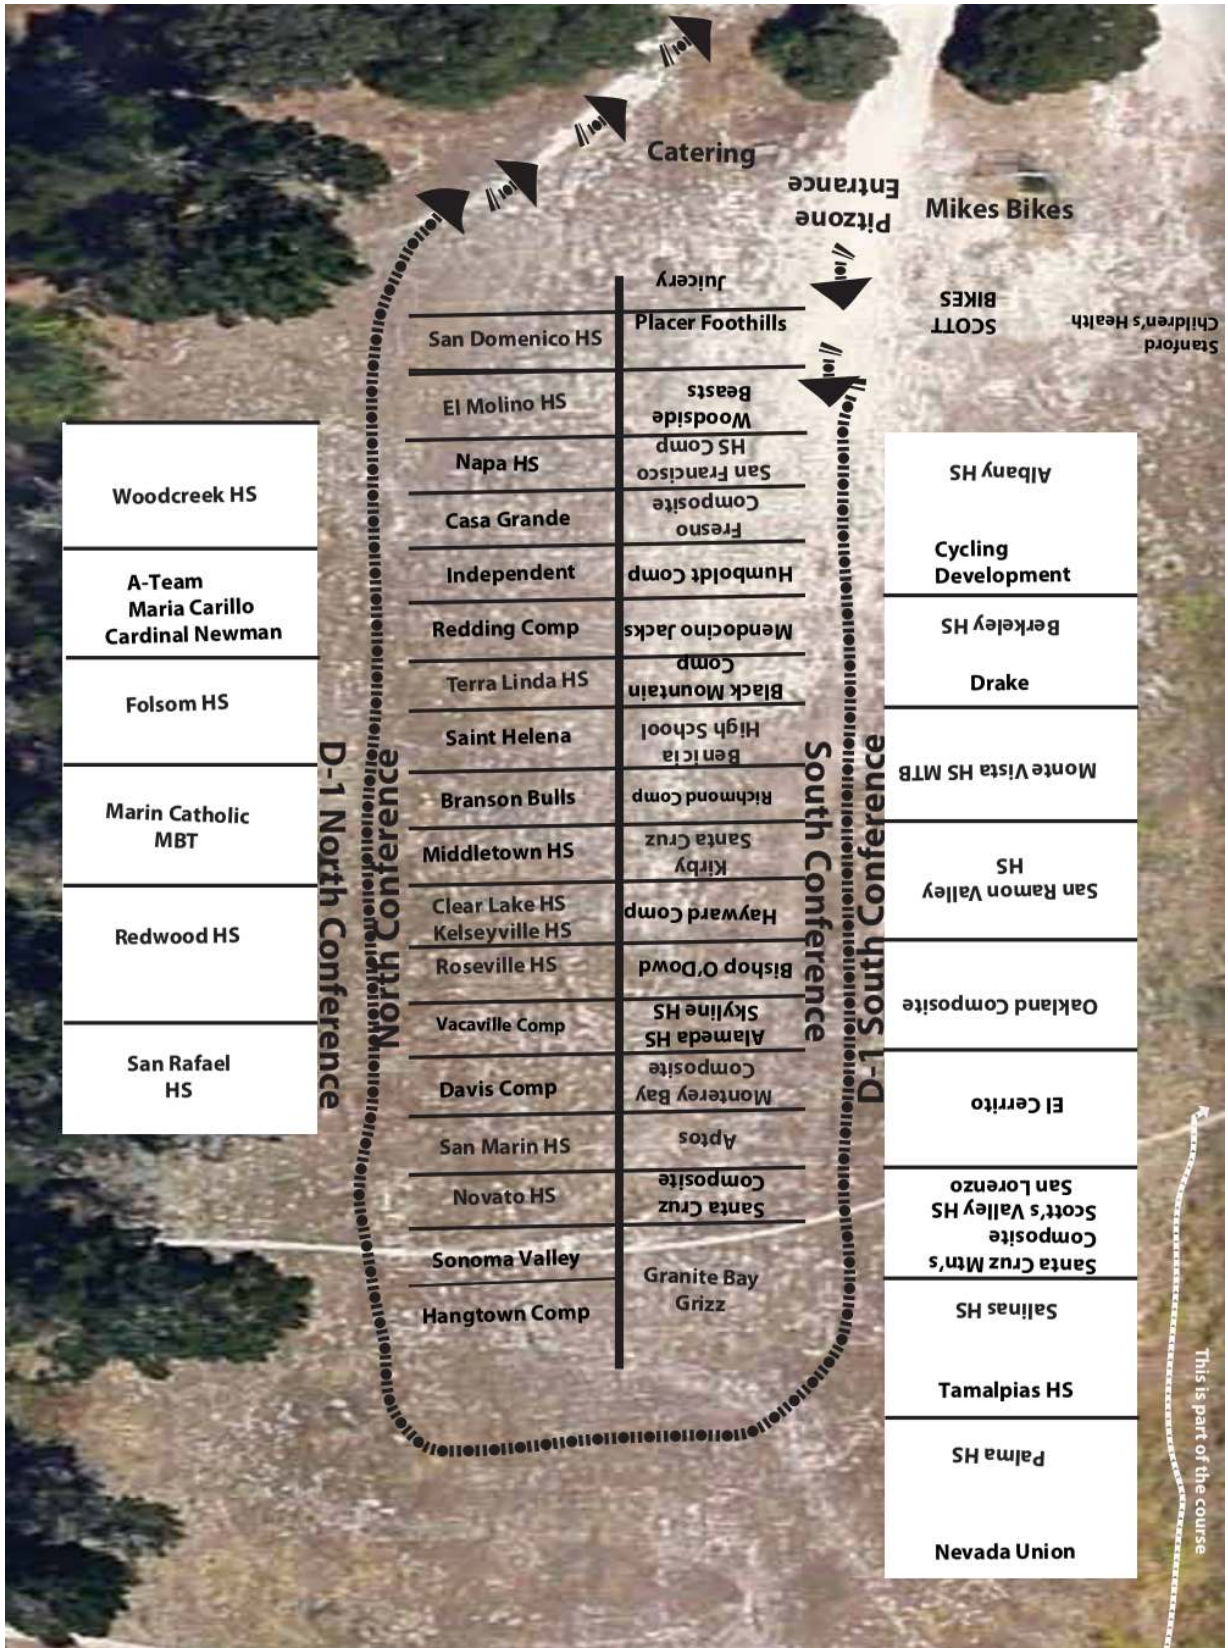 Catering
Pitzone
Entrance
Mikes Bikes
Juicery
SCOTT
BIKES
Stanford
Children's Health
Woodcreek HS
A-Team
Maria Carillo
Cardinal Newman
Folsom HS
Marin Catholic
MBT
Redwood HS
San Rafael
HS
D-1 North Conference
North Conference
San Domenico HS
El Molino HS
Napa HS
Casa Grande
Independent
Redding Comp
Terra Linda HS
Saint Helena
Branson Bulls
Middletown HS
Clear Lake HS
Kelseyville HS
Roseville HS
Vacaville Comp
Davis Comp
San Marin HS
Novato HS
Sonoma Valley
Hangtown Comp
Placer Foothills
Woodside
Beasts
San Francisco
HS Comp
Fresno
Composite
Humboldt Comp
Mendocino Jacks
Black Mountain
Comp
Benicia
High School
Richmond Comp
Kirby
Santa Cruz
Hayward Comp
Bishop O'Dowd
Alameda HS
Skyline HS
Monterey Bay
Composite
Aptos
Santa Cruz
Composite
Granite Bay
Grizz
South Conference
D-1 South Conference
Albany HS
Cycling
Development
Berkeley HS
Drake
Monte Vista HS MTB
San Ramon Valley
HS
Oakland Composite
El Cerrito
Santa Cruz Mtn's
Composite
Scott's Valley HS
San Lorenzo
Salinas HS
Tamalpias HS
Palma HS
Nevada Union
This is part of the course